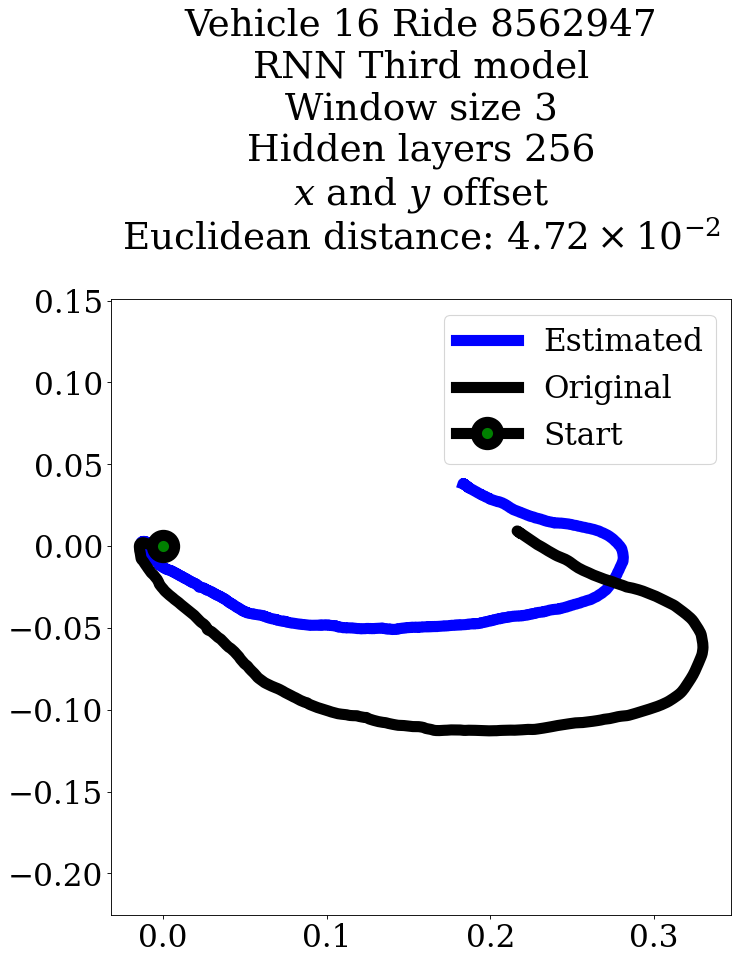 Vehicle 16 Ride 8562947
RNN Third model
Window size 3
Hidden layers 256
x and y offset
Euclidean distance: 4.72 × 10⁻²
0.15
0.10
0.05
0.00
−0.05
−0.10
−0.15
−0.20
Estimated
Original
Start
0.0 0.1 0.2 0.3